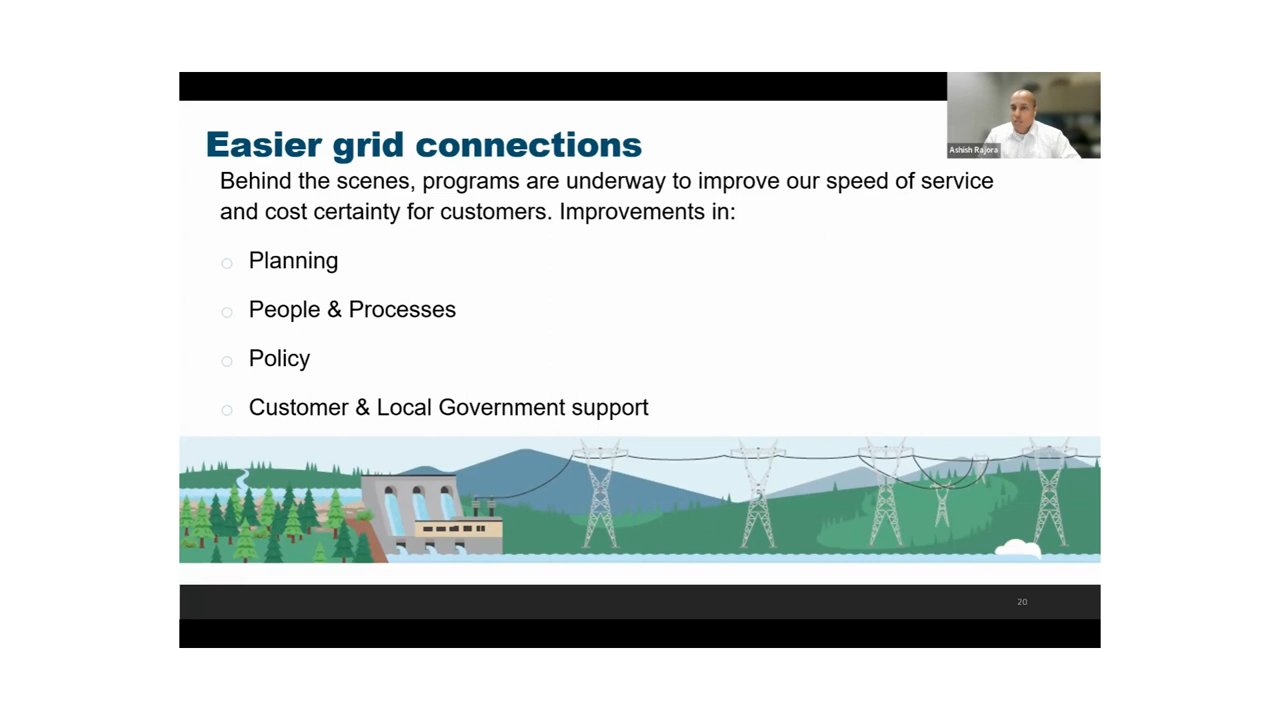 Easier grid connections
Ashish Rajora
Behind the scenes, programs are underway to improve our speed of service
and cost certainty for customers. Improvements in:
Planning
People & Processes
Policy
Customer & Local Government support
20